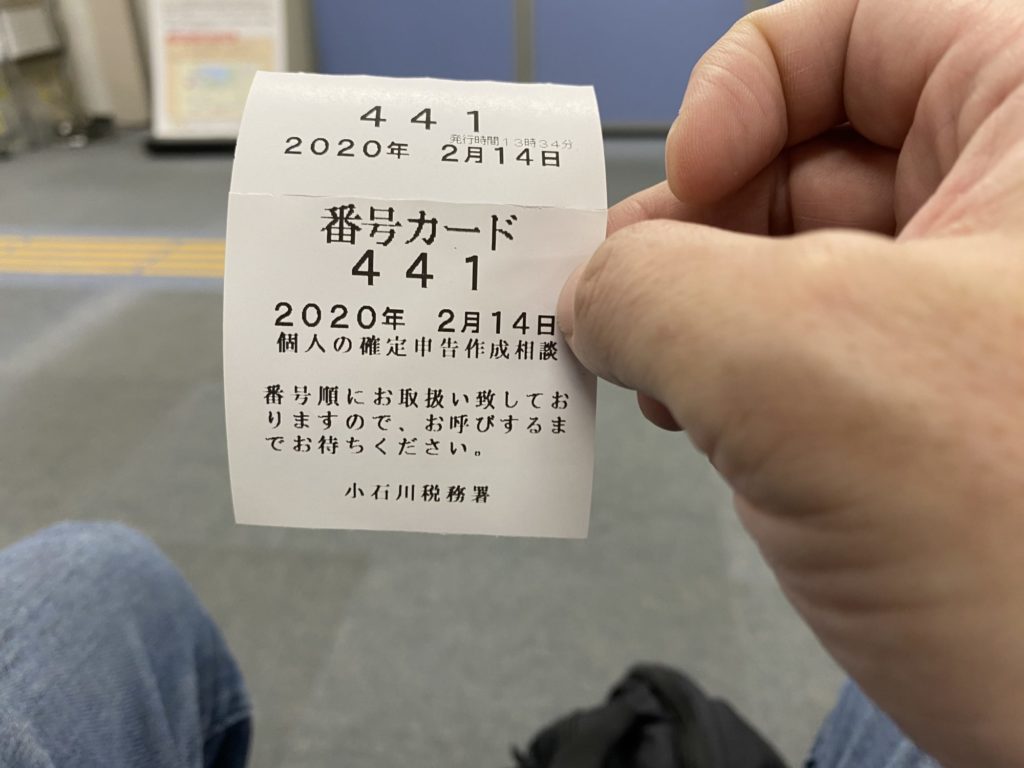 441
発行時間13時34分
2020年 2月14日
番号カード
441
2020年 2月14日
個人の確定申告作成相談
番号順にお取扱い致してお
りますので、お呼びするま
でお待ちください。
小石川税務署